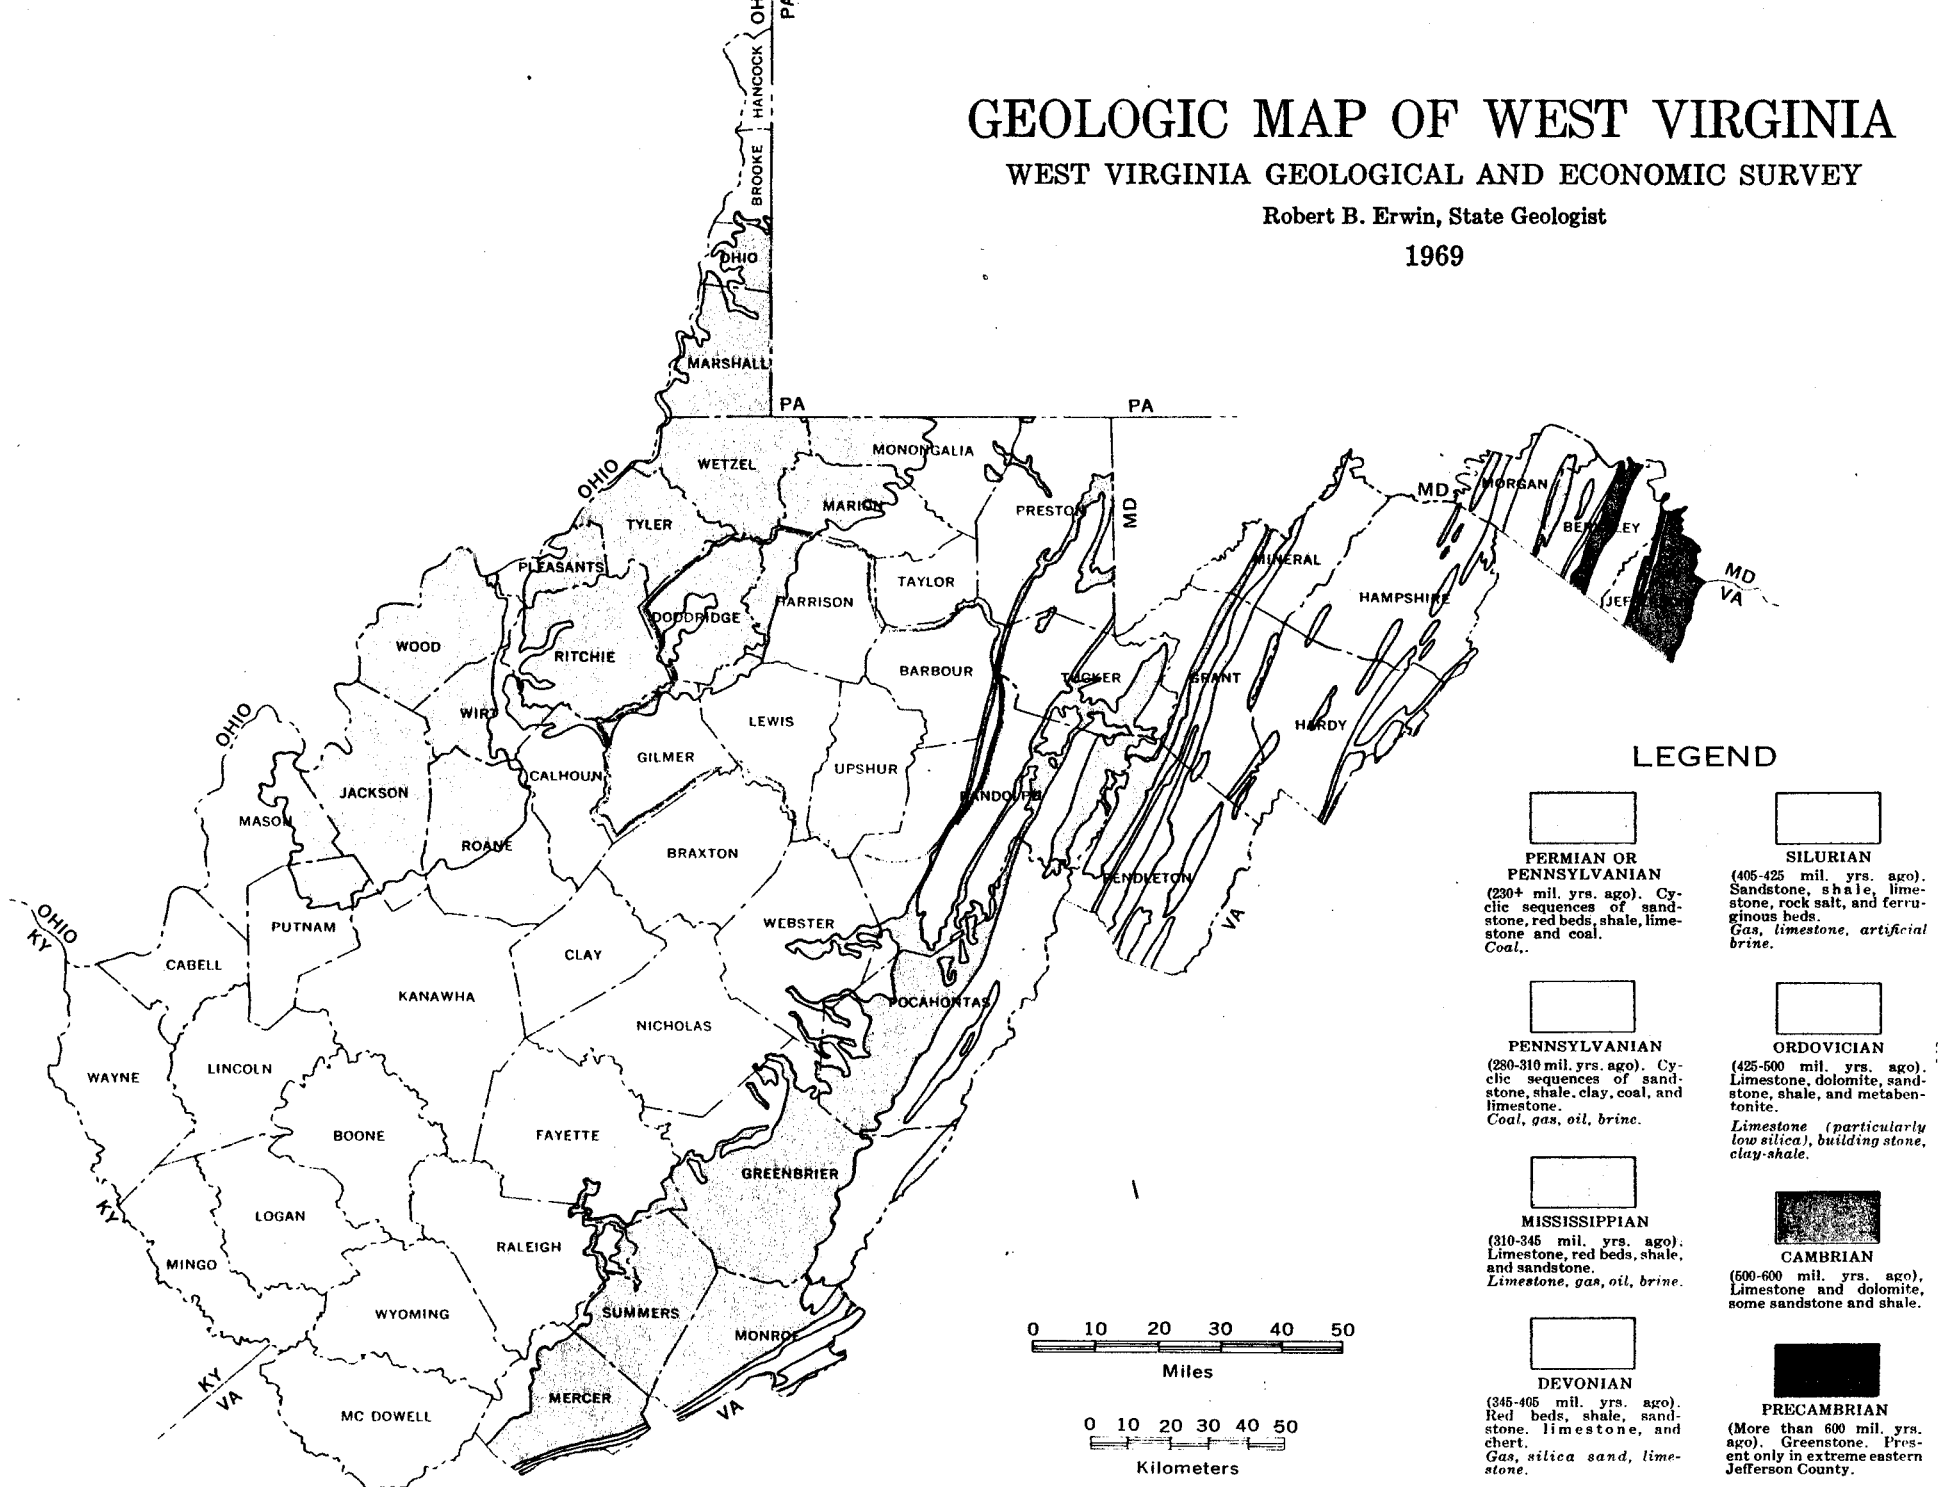 OH
PA
HANCOCK
BROOKE
GEOLOGIC MAP OF WEST VIRGINIA
WEST VIRGINIA GEOLOGICAL AND ECONOMIC SURVEY
Robert B. Erwin, State Geologist
1969
OHIO
MARSHALL
PA
PA
OHIO
WETZEL
MONONGALIA
MARION
PRESTON
MD
MD
MORGAN
TYLER
BERKELEY
PLEASANTS
MINERAL
MD
VA
TAYLOR
HARRISON
HAMPSHIRE
JEF
DODDRIDGE
WOOD
RITCHIE
BARBOUR
TUCKER
GRANT
WIRT
OHIO
LEWIS
HARDY
GILMER
UPSHUR
CALHOUN
JACKSON
RANDOLPH
MASON
ROANE
BRAXTON
PENDLETON
VA
OHIO
KY
PUTNAM
WEBSTER
CABELL
CLAY
KANAWHA
POCAHONTAS
NICHOLAS
WAYNE
LINCOLN
BOONE
FAYETTE
GREENBRIER
KY
LOGAN
RALEIGH
MINGO
WYOMING
SUMMERS
MONROE
KY
VA
MC DOWELL
MERCER
VA
0 10 20 30 40 50
Miles
0 10 20 30 40 50
Kilometers
LEGEND
PERMIAN OR
PENNSYLVANIAN
(230+ mil. yrs. ago). Cy-
clic sequences of sand-
stone, red beds, shale, lime-
stone and coal.
Coal,.
PENNSYLVANIAN
(280-310 mil. yrs. ago). Cy-
clic sequences of sand-
stone, shale, clay, coal, and
limestone.
Coal, gas, oil, brine.
MISSISSIPPIAN
(310-345 mil. yrs. ago).
Limestone, red beds, shale,
and sandstone.
Limestone, gas, oil, brine.
DEVONIAN
(345-405 mil. yrs. ago).
Red beds, shale, sand-
stone, limestone, and
chert.
Gas, silica sand, lime-
stone.
SILURIAN
(405-425 mil. yrs. ago).
Sandstone, shale, lime-
stone, rock salt, and ferru-
ginous beds.
Gas, limestone, artificial
brine.
ORDOVICIAN
(425-500 mil. yrs. ago).
Limestone, dolomite, sand-
stone, shale, and metaben-
tonite.
Limestone (particularly
low silica), building stone,
clay-shale.
CAMBRIAN
(500-600 mil. yrs. ago),
Limestone and dolomite,
some sandstone and shale.
PRECAMBRIAN
(More than 600 mil. yrs.
ago). Greenstone. Pres-
ent only in extreme eastern
Jefferson County.